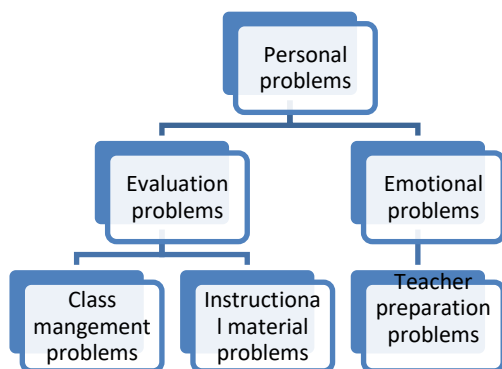 Personal
problems
Evaluation
problems
Emotional
problems
Class
mangement
problems
Instructiona
l material
problems
Teacher
preparation
problems